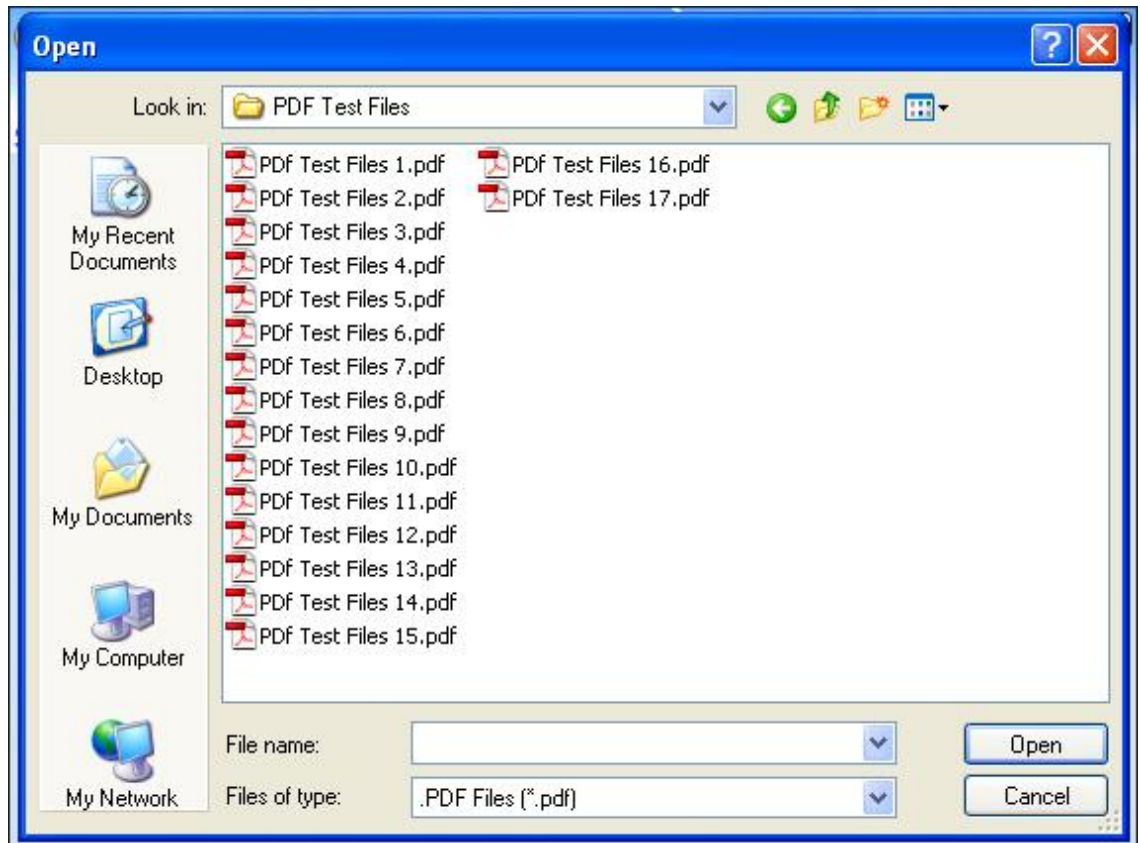 Open
Look in: PDF Test Files
My Recent
Documents
Desktop
My Documents
My Computer
My Network
PDf Test Files 1.pdf
PDf Test Files 2.pdf
PDf Test Files 3.pdf
PDf Test Files 4.pdf
PDf Test Files 5.pdf
PDf Test Files 6.pdf
PDf Test Files 7.pdf
PDf Test Files 8.pdf
PDf Test Files 9.pdf
PDf Test Files 10.pdf
PDf Test Files 11.pdf
PDf Test Files 12.pdf
PDf Test Files 13.pdf
PDf Test Files 14.pdf
PDf Test Files 15.pdf
PDf Test Files 16.pdf
PDf Test Files 17.pdf
File name:
Open
Files of type: .PDF Files (*.pdf)
Cancel